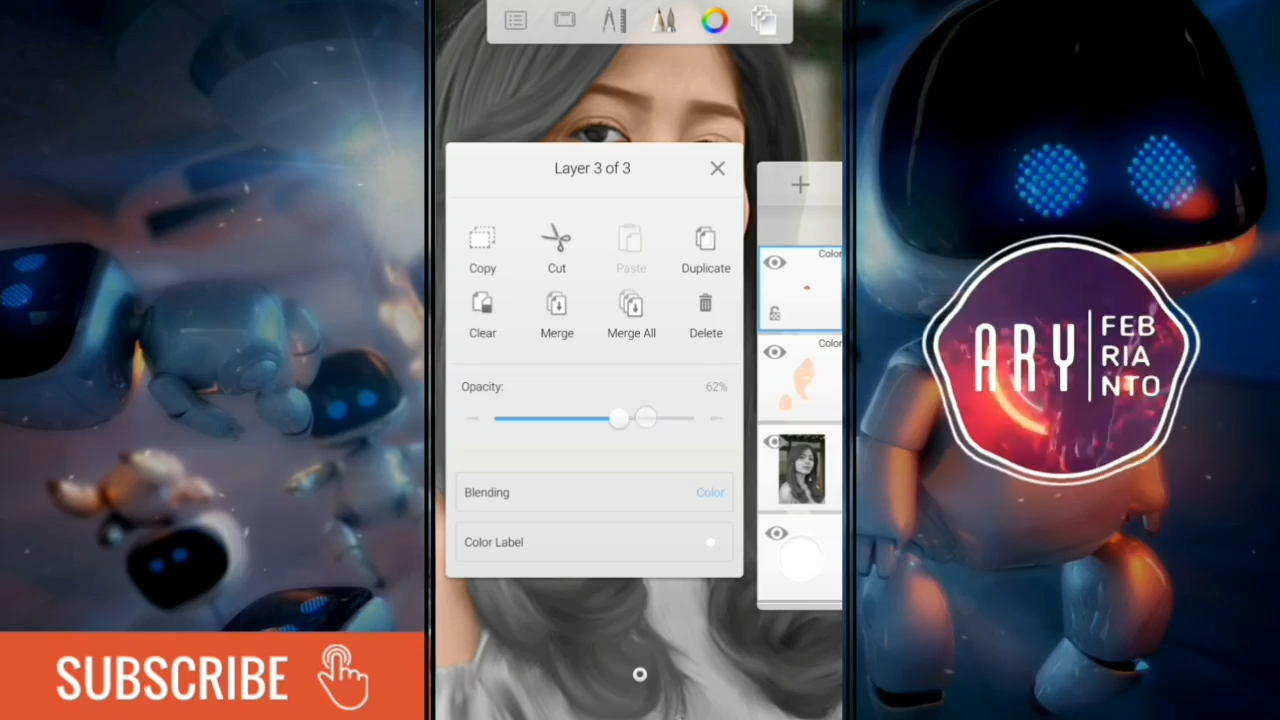 Layer 3 of 3
Copy
Cut
Paste
Duplicate
Clear
Merge
Merge All
Delete
Opacity:
62%
Blending
Color
Color Label
Color
Color
SUBSCRIBE
ARY
FEB
RIA
NTO